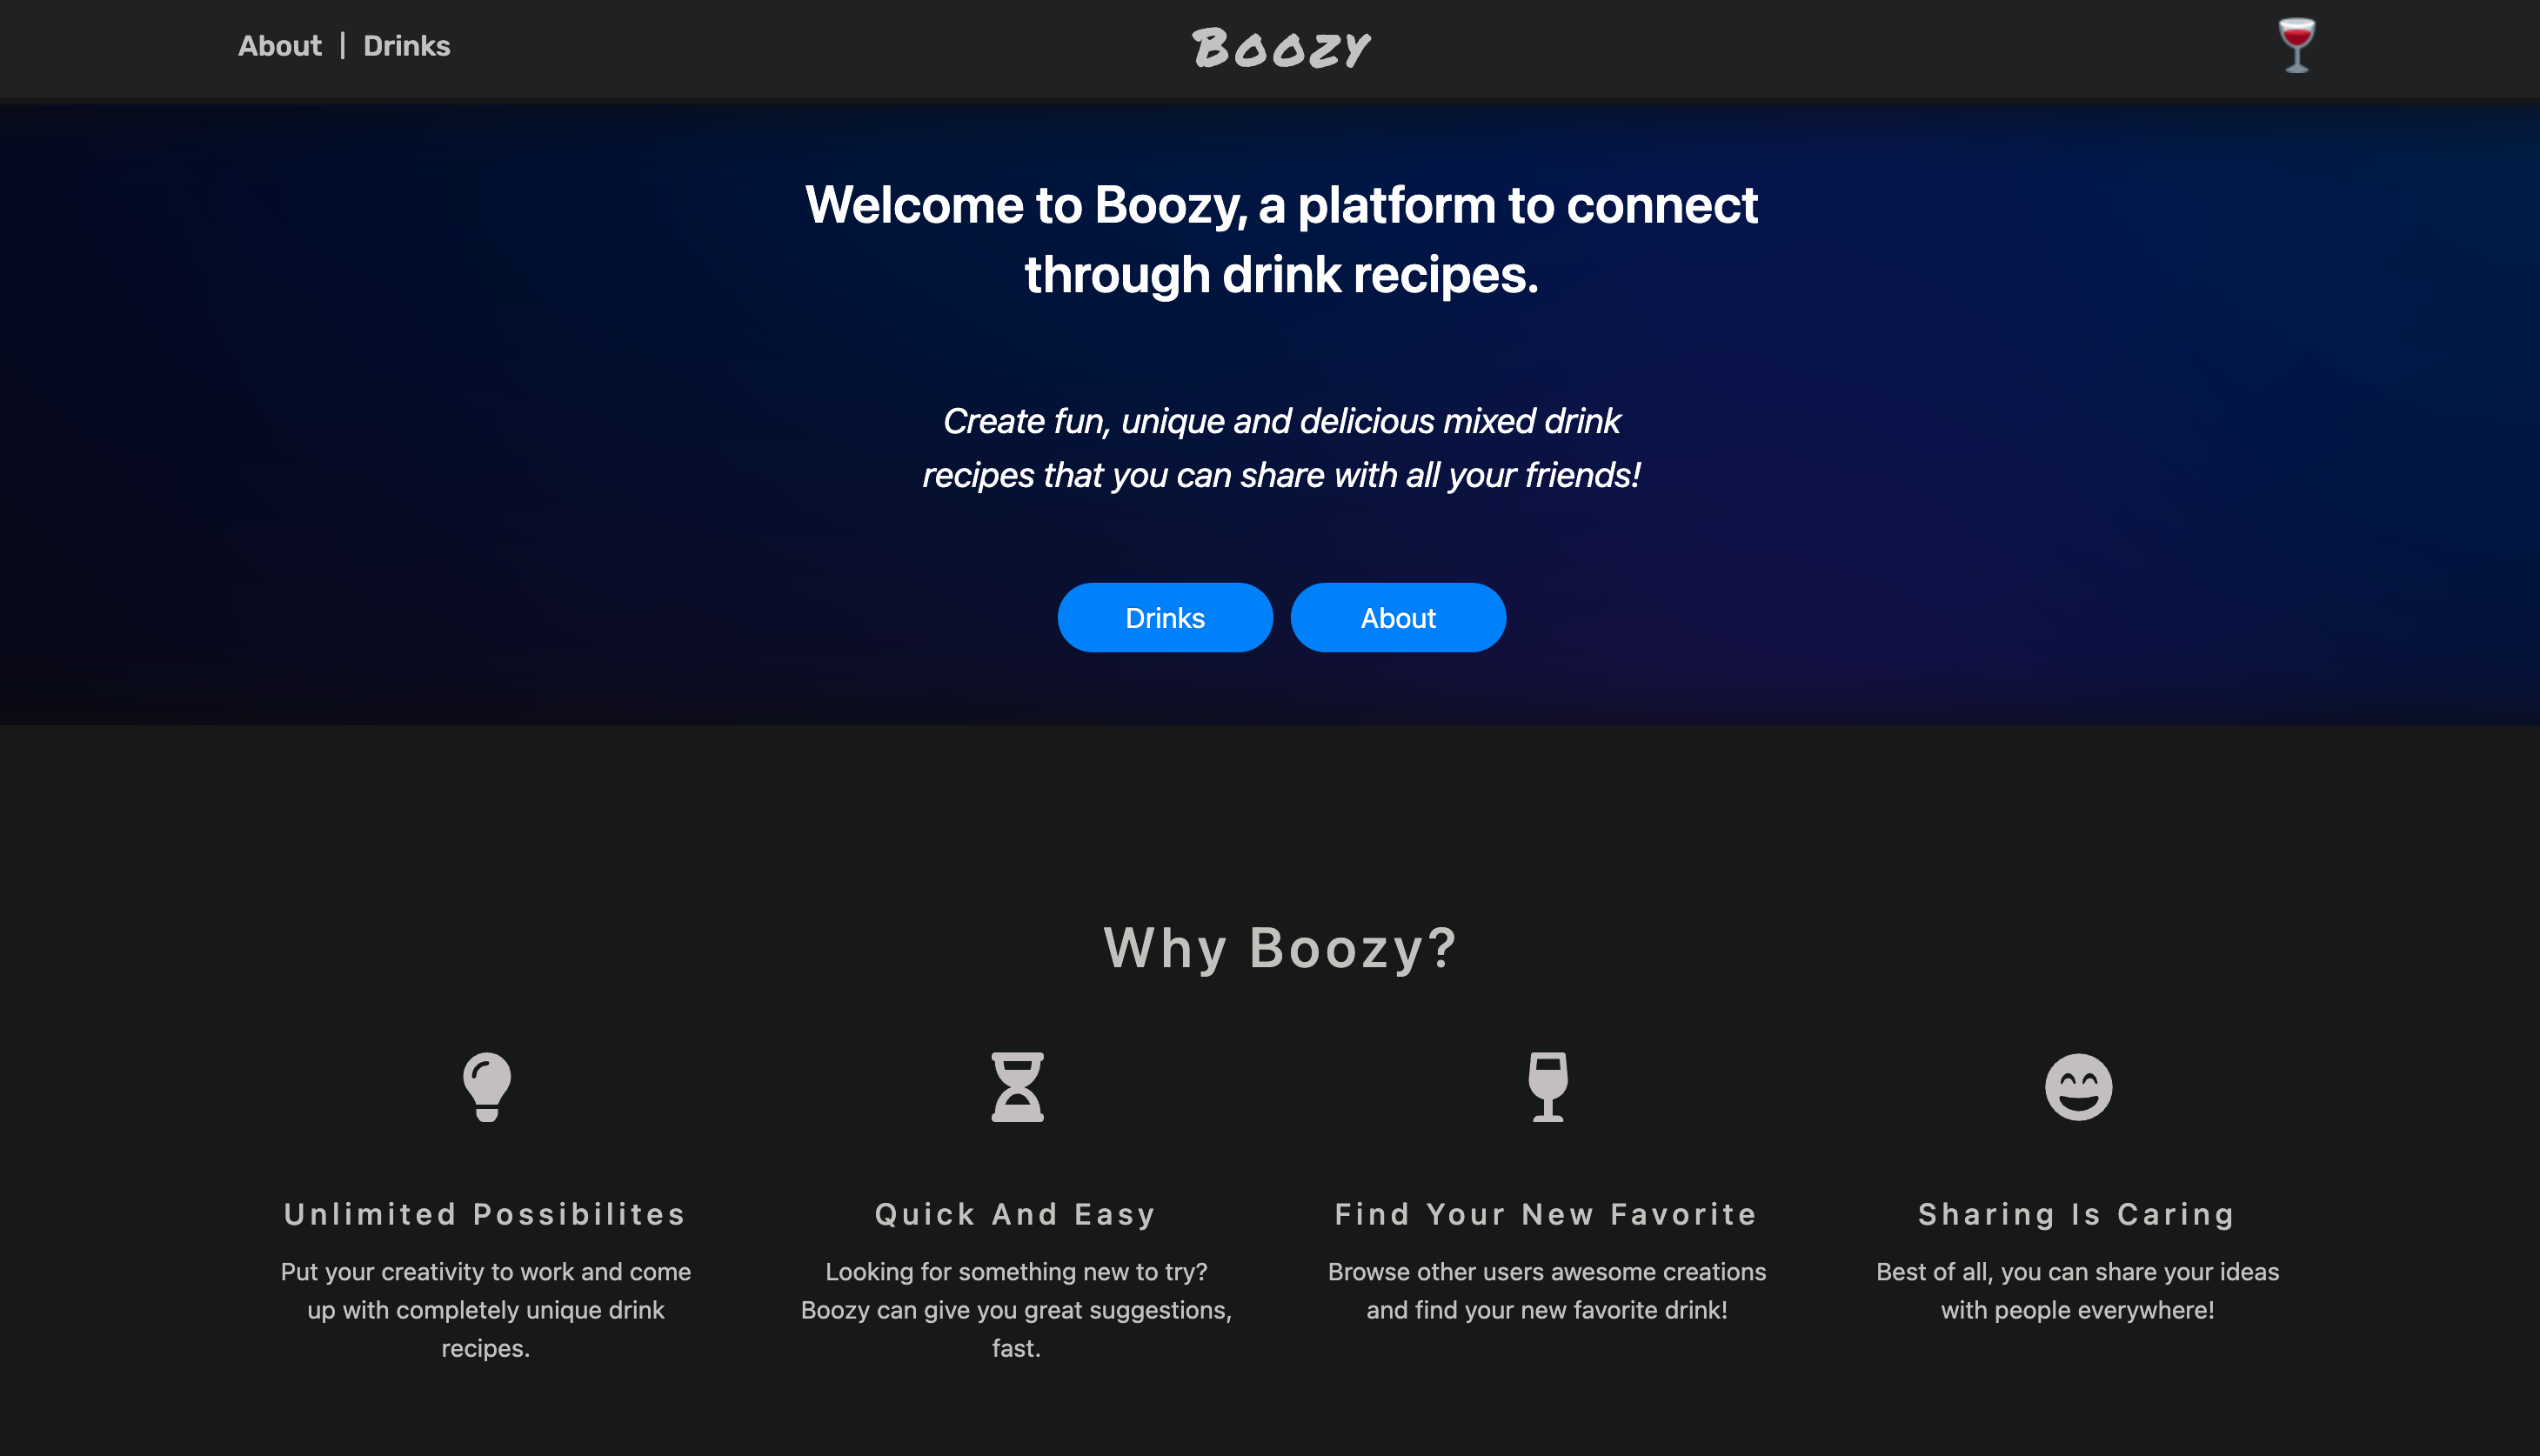 About | Drinks
Boozy
Welcome to Boozy, a platform to connect
through drink recipes.
Create fun, unique and delicious mixed drink
recipes that you can share with all your friends!
Drinks
About
Why Boozy?
Unlimited Possibilites
Put your creativity to work and come
up with completely unique drink
recipes.
Quick And Easy
Looking for something new to try?
Boozy can give you great suggestions,
fast.
Find Your New Favorite
Browse other users awesome creations
and find your new favorite drink!
Sharing Is Caring
Best of all, you can share your ideas
with people everywhere!